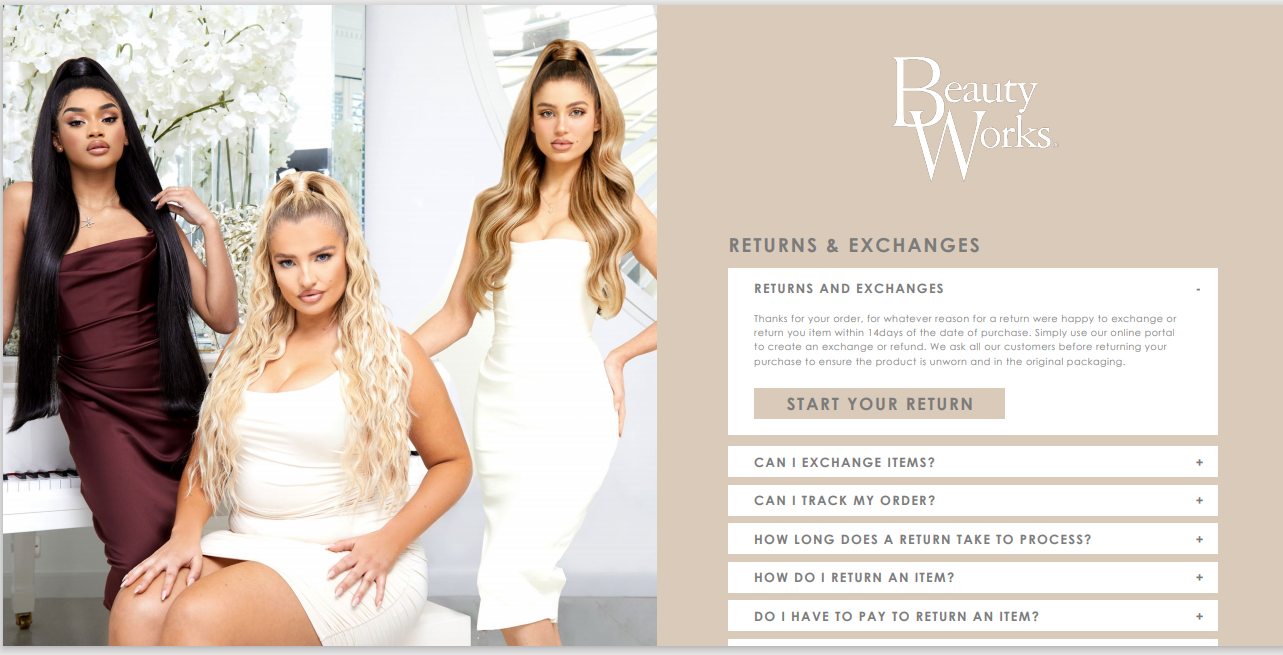 Beauty
Works
RETURNS & EXCHANGES
RETURNS AND EXCHANGES -
Thanks for your order, for whatever reason for a return were happy to exchange or
return you item within 14days of the date of purchase. Simply use our online portal
to create an exchange or refund. We ask all our customers before returning your
purchase to ensure the product is unworn and in the original packaging.
START YOUR RETURN
CAN I EXCHANGE ITEMS? +
CAN I TRACK MY ORDER? +
HOW LONG DOES A RETURN TAKE TO PROCESS? +
HOW DO I RETURN AN ITEM? +
DO I HAVE TO PAY TO RETURN AN ITEM? +